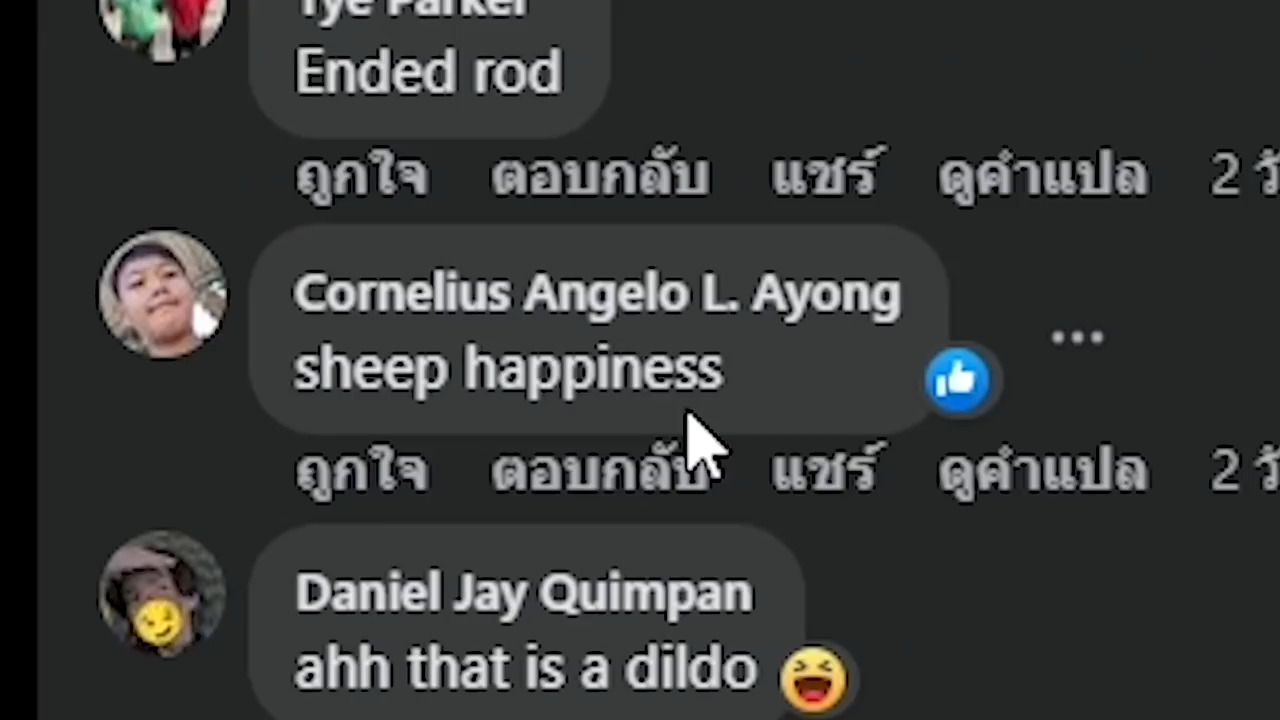 Tye Parker
Ended rod
ถูกใจ ตอบกลับ แชร์ ดูคำแปล 2
Cornelius Angelo L. Ayong
sheep happiness
ถูกใจ ตอบกลับ แชร์ ดูคำแปล 2
Daniel Jay Quimpan
ahh that is a dildo